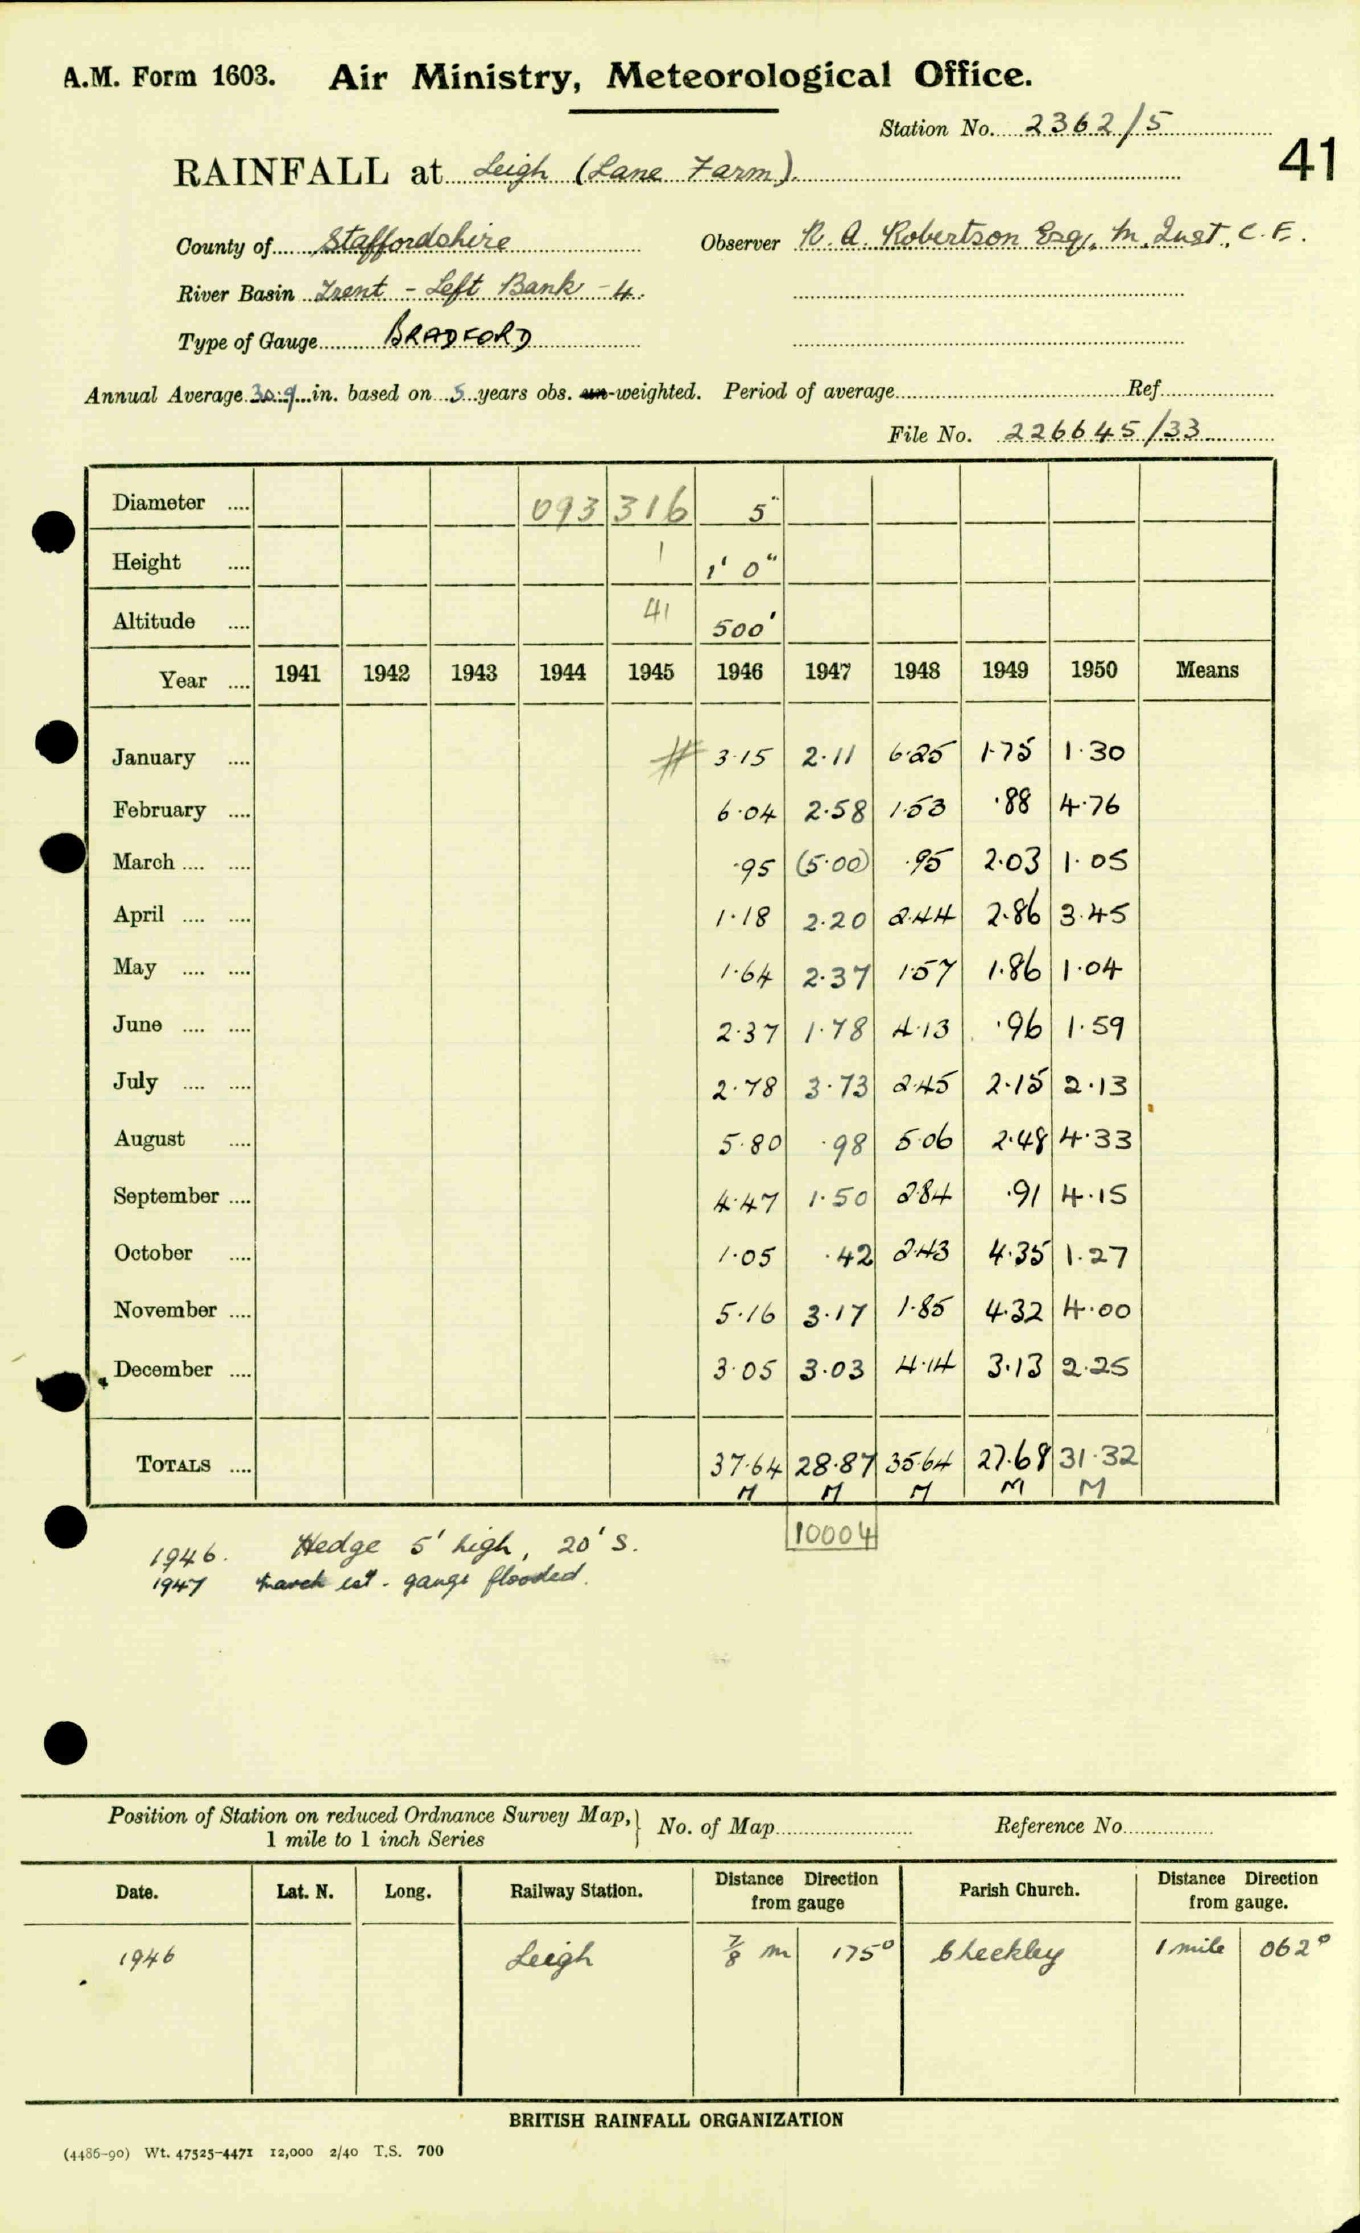 A.M. Form 1603. Air Ministry, Meteorological Office.
Station No. 2362/5
41
RAINFALL at Leigh (Lane Farm)
County of Staffordshire Observer R. A. Robertson Esq., M. Inst., C. E.
River Basin Trent - Left Bank - 4.
Type of Gauge BRADFORD
Annual Average 30.9 in. based on 5 years obs. un-weighted. Period of average Ref
File No. 226645/33
Diameter .... 093 316 5"
Height .... 1 1' 0"
Altitude .... 41 500'
Year .... 1941 1942 1943 1944 1945 1946 1947 1948 1949 1950 Means
January .... # 3.15 2.11 6.25 1.75 1.30
February .... 6.04 2.58 1.53 .88 4.76
March .... .... .95 (5.00) .95 2.03 1.05
April .... .... 1.18 2.20 2.44 2.86 3.45
May .... .... 1.64 2.37 1.57 1.86 1.04
June .... .... 2.37 1.78 4.13 .96 1.59
July .... .... 2.78 3.73 2.45 2.15 2.13
August .... 5.80 .98 5.06 2.48 4.33
September .... 4.47 1.50 2.84 .91 4.15
October .... 1.05 .42 2.43 4.35 1.27
November .... 5.16 3.17 1.85 4.32 4.00
December .... 3.05 3.03 4.14 3.13 2.25
TOTALS .... 37.64 28.87 35.64 27.68 31.32
M M M M M
10004
1946. Hedge 5' high, 20' S.
1947 March est. gauge flooded.
Position of Station on reduced Ordnance Survey Map, } No. of Map Reference No.
1 mile to 1 inch Series
Date. Lat. N. Long. Railway Station. Distance Direction from gauge Parish Church. Distance Direction from gauge.
1946 Leigh 7/8 m 175° Checkley 1 mile 062°
BRITISH RAINFALL ORGANIZATION
(4486-90) Wt. 47525-4471 12,000 2/40 T.S. 700